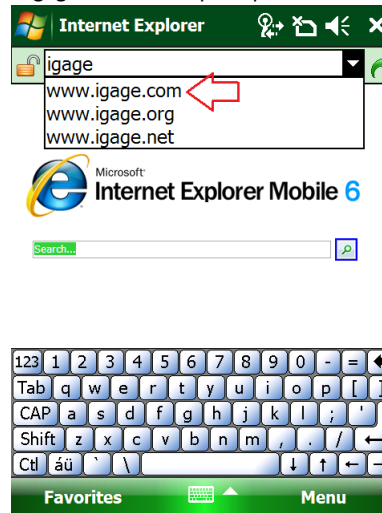 Internet Explorer
igage
www.igage.com
www.igage.org
www.igage.net
Microsoft
Internet Explorer Mobile 6
Search...
123 1 2 3 4 5 6 7 8 9 0 - =
Tab q w e r t y u i o p [ ]
CAP a s d f g h j k l ; '
Shift z x c v b n m , . /
Ctl áü ` \
Favorites Menu